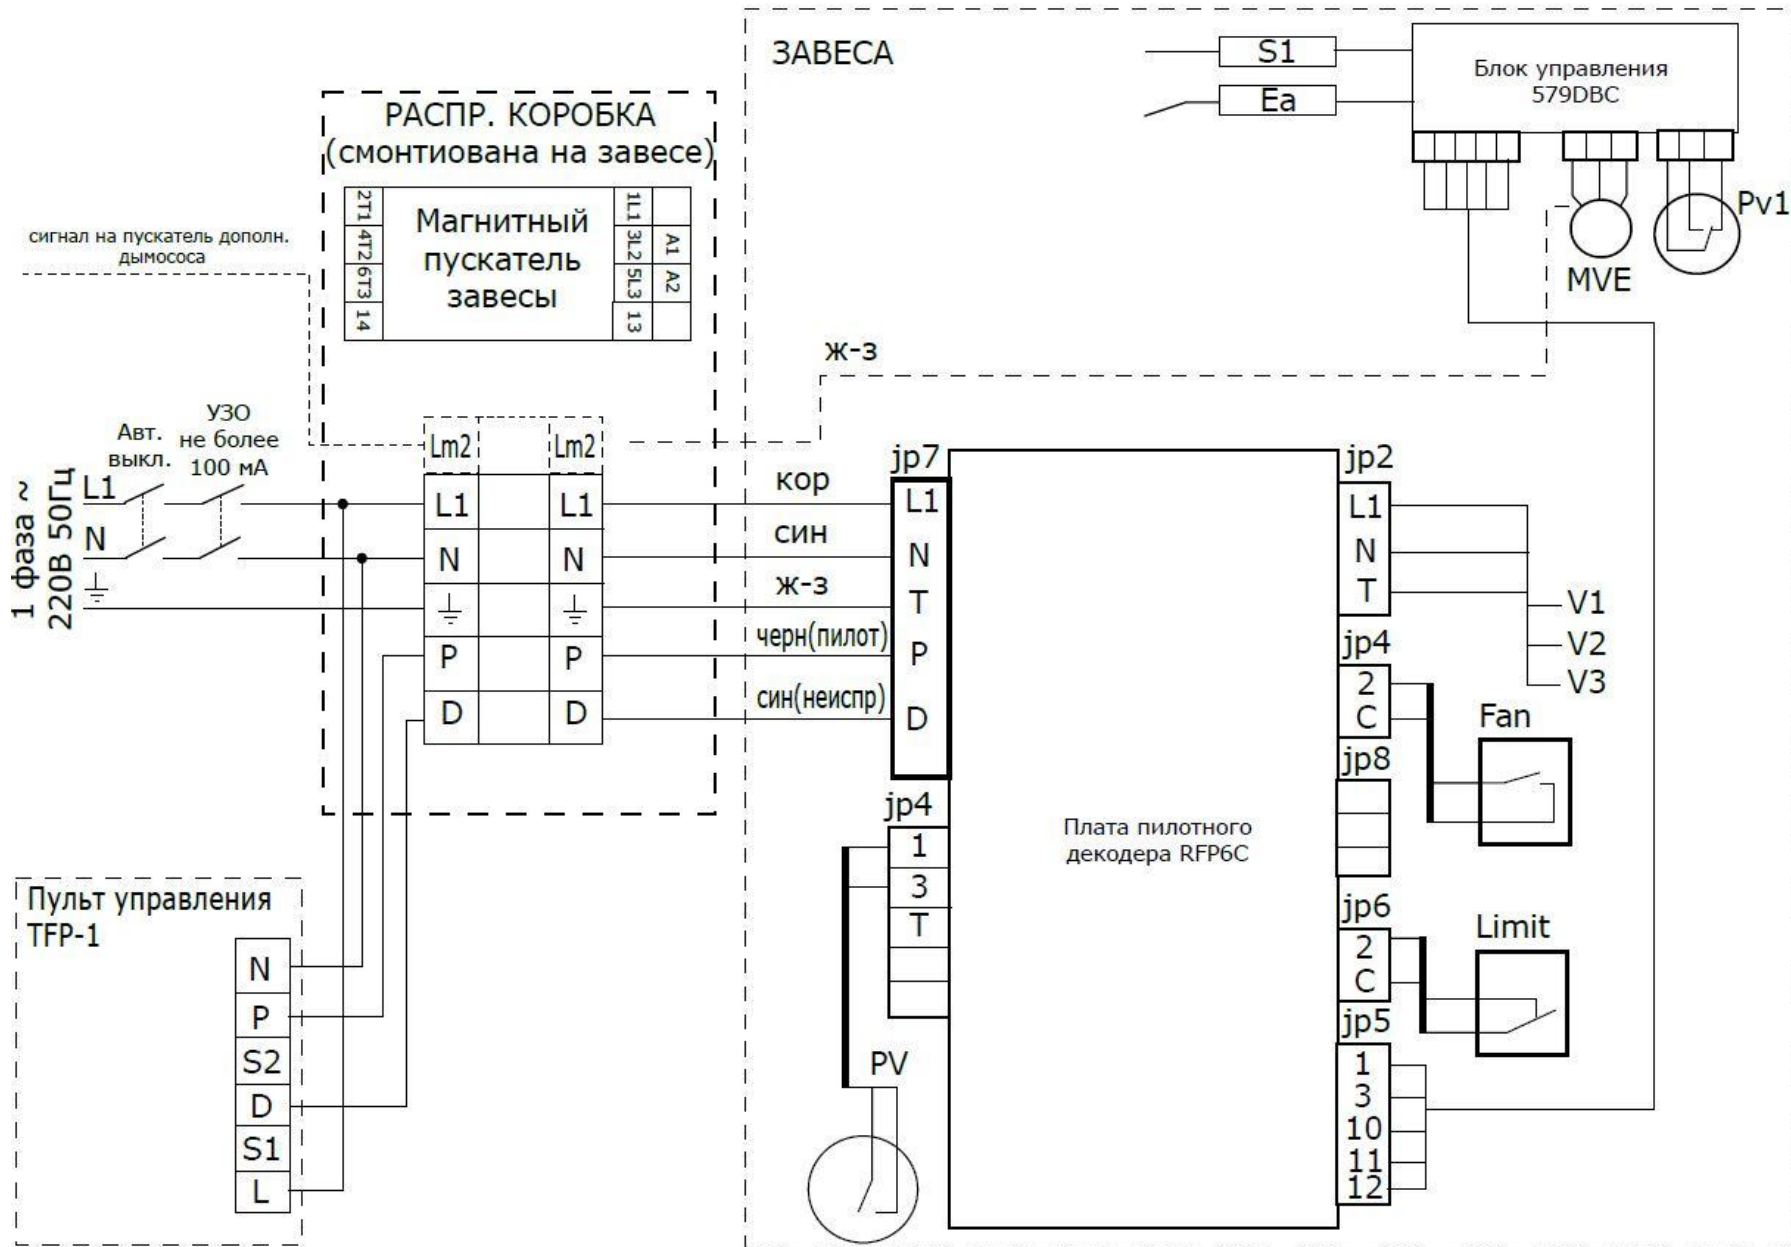 ЗАВЕСА
S1
Ea
Блок управления
579DBC
Pv1
MVE
РАСПР. КОРОБКА
(смонтиована на завесе)
2T1
4T2
6T3
14
Магнитный
пускатель
завесы
1L1
3L2
5L3
13
A1
A2
сигнал на пускатель дополн.
дымососа
ж-з
Авт.
выкл.
УЗО
не более
100 мА
1 фаза ~
220В 50Гц
L1
N
Lm2
Lm2
L1
L1
N
N
P
P
D
D
кор
син
ж-з
черн(пилот)
син(неиспр)
jp7
L1
N
T
P
D
jp4
1
3
T
PV
Плата пилотного
декодера RFP6C
jp2
L1
N
T
V1
V2
V3
jp4
2
C
Fan
jp8
jp6
2
C
Limit
jp5
1
3
10
11
12
Пульт управления
TFP-1
N
P
S2
D
S1
L